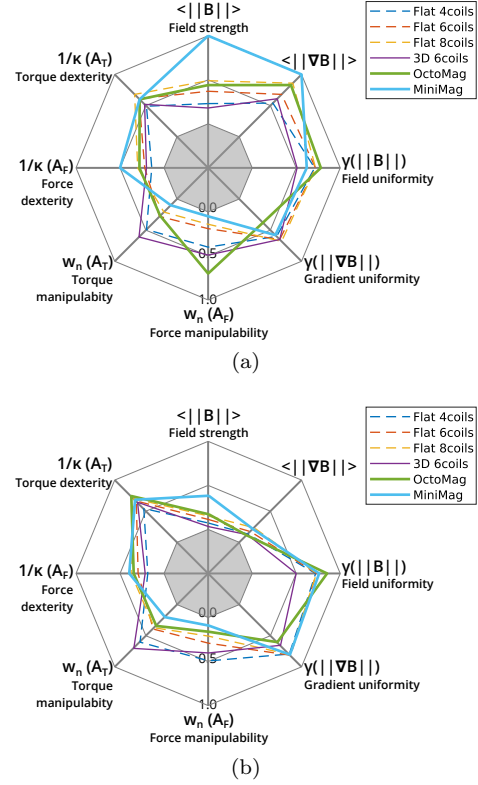 <||B||>
Field strength
Flat 4coils
Flat 6coils
Flat 8coils
3D 6coils
OctoMag
MiniMag
1/κ (A_T)
Torque dexterity
<||∇B||>
1/κ (A_F)
Force
dexterity
γ(||B||)
Field uniformity
0.0
0.5
1.0
w_n (A_T)
Torque
manipulabity
γ(||∇B||)
Gradient uniformity
w_n (A_F)
Force manipulability
(a)
<||B||>
Field strength
Flat 4coils
Flat 6coils
Flat 8coils
3D 6coils
OctoMag
MiniMag
1/κ (A_T)
Torque dexterity
<||∇B||>
1/κ (A_F)
Force
dexterity
γ(||B||)
Field uniformity
0.0
0.5
1.0
w_n (A_T)
Torque
manipulabity
γ(||∇B||)
Gradient uniformity
w_n (A_F)
Force manipulability
(b)